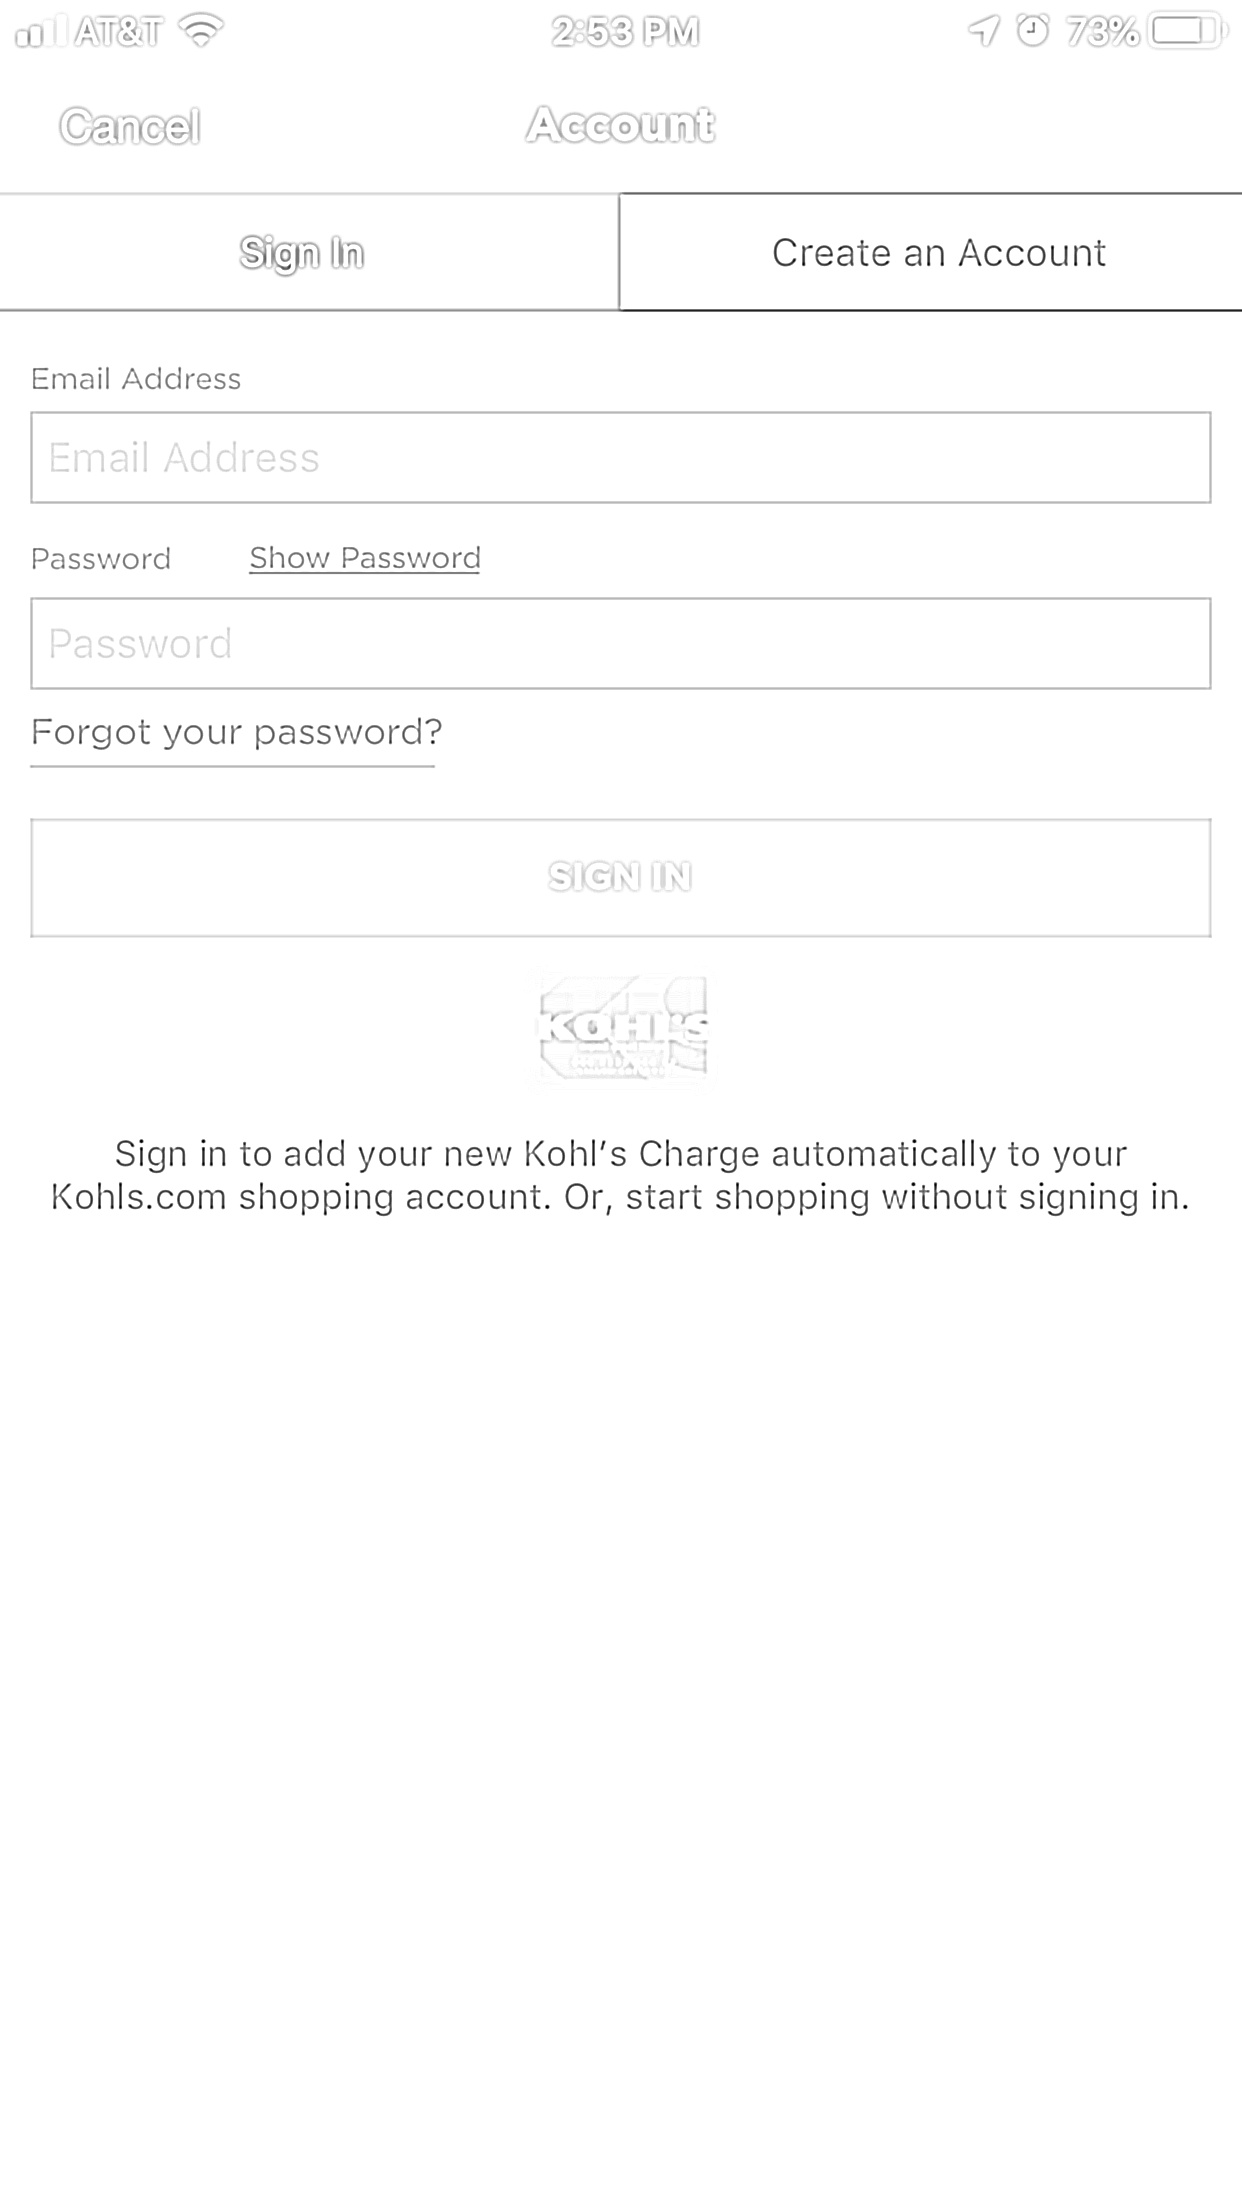 AT&T 2:53 PM 73%
Cancel Account
Sign In Create an Account
Email Address
Email Address
Password Show Password
Password
Forgot your password?
SIGN IN
KOHL'S
Sign in to add your new Kohl's Charge automatically to your
Kohls.com shopping account. Or, start shopping without signing in.